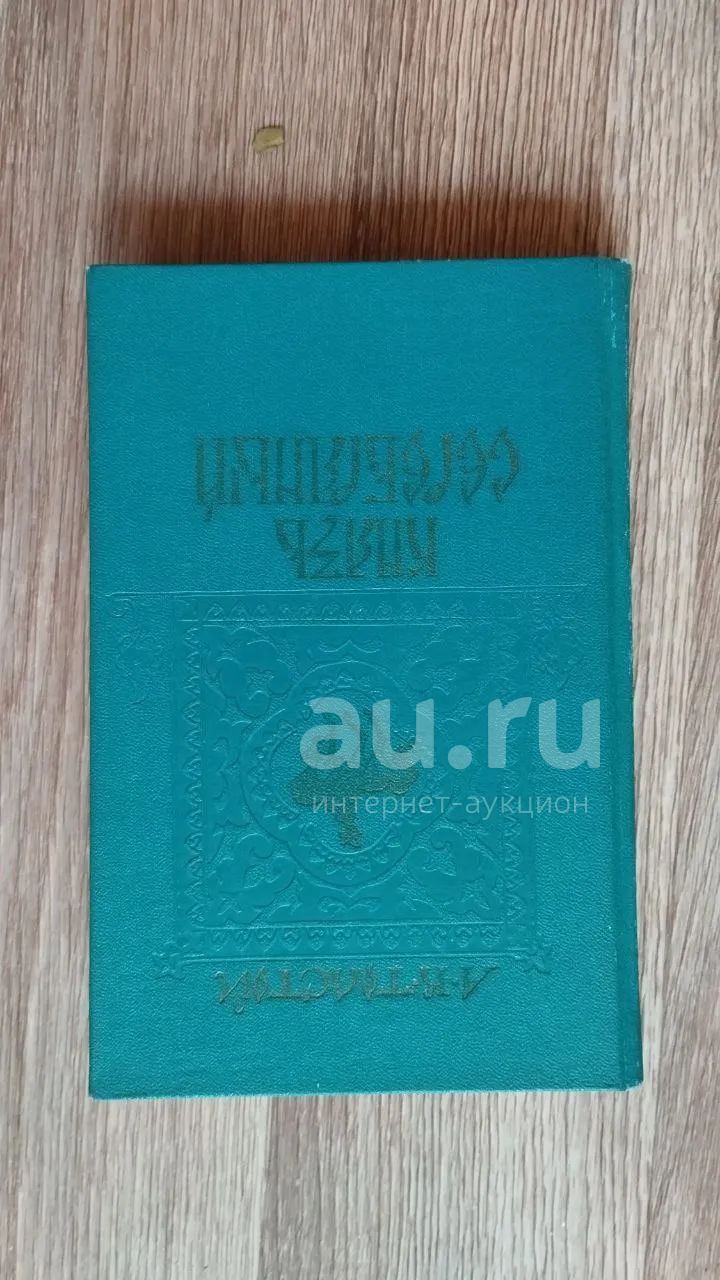 А·К·ТОЛСТОЙ
КНЯЗЬ
СЕРЕБРЯНЫЙ
au.ru
интернет-аукцион